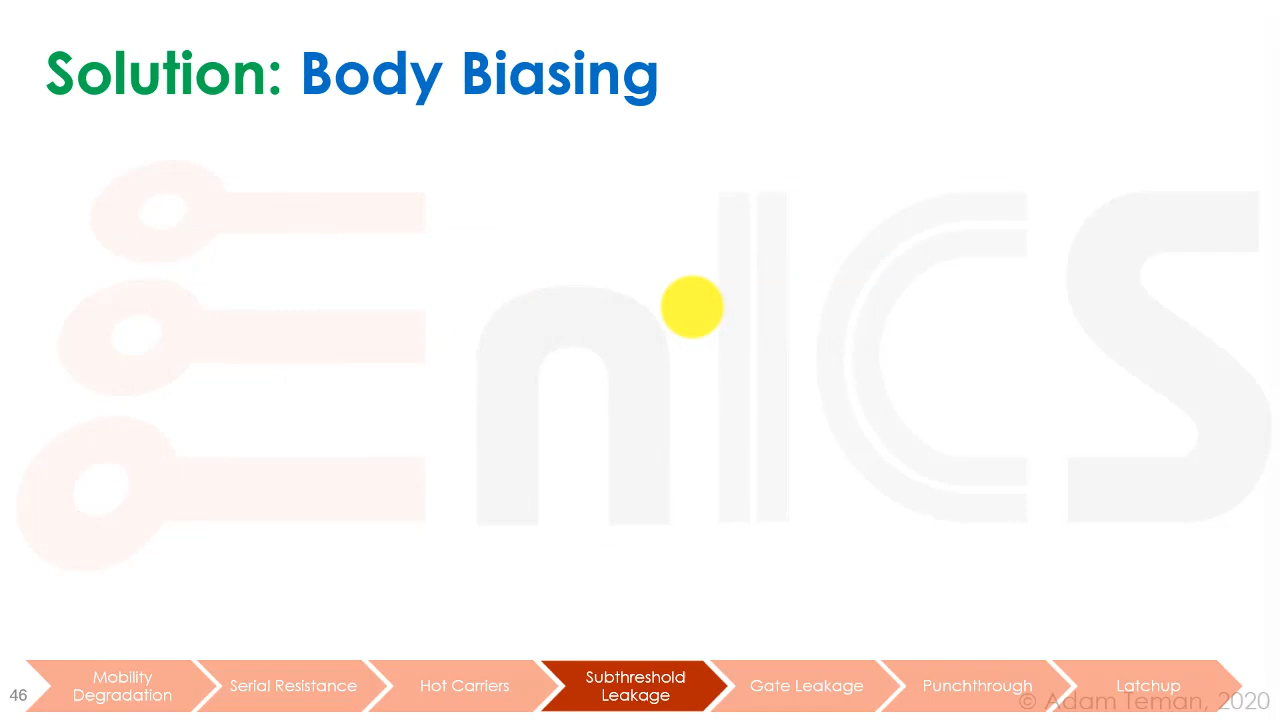 Solution: Body Biasing
EnICS
46
Mobility
Degradation
Serial Resistance
Hot Carriers
Subthreshold
Leakage
Gate Leakage
Punchthrough
Latchup
© Adam Teman, 2020